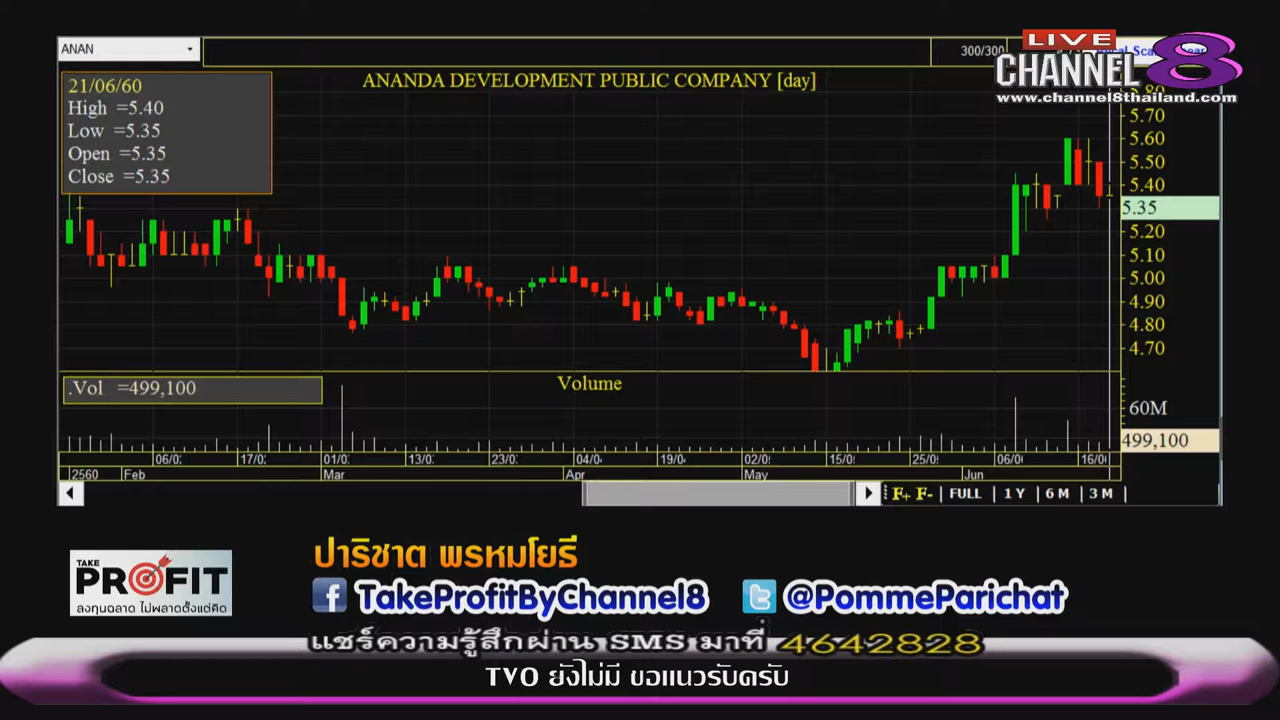 ANAN
300/300
LIVE
CHANNEL 8
www.channel8thailand.com
ANANDA DEVELOPMENT PUBLIC COMPANY [day]
21/06/60
High =5.40
Low =5.35
Open =5.35
Close =5.35
5.80
5.70
5.60
5.50
5.40
5.35
5.20
5.10
5.00
4.90
4.80
4.70
.Vol =499,100
Volume
60M
499,100
06/0 17/0 01/0 13/0 23/0 04/0 19/0 02/0 15/0 25/0 06/0 16/0
2560 Feb Mar Apr May Jun
F+ F- FULL 1 Y 6 M 3 M
TAKE
PROFIT
ลงทุนฉลาด ไม่พลาดตั้งแต่คิด
ปาริชาต พรหมโยธี
TakeProfitByChannel8 @PommeParichat
แชร์ความรู้สึกผ่าน SMS มาที่ 4642828
TVO ยังไม่มี ขอแนวรับครับ